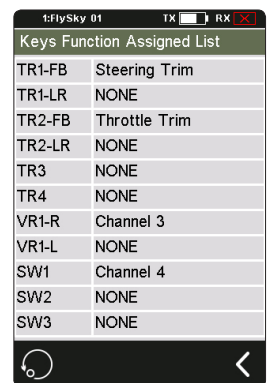 1:FlySky 01 TX RX
Keys Function Assigned List
TR1-FB Steering Trim
TR1-LR NONE
TR2-FB Throttle Trim
TR2-LR NONE
TR3 NONE
TR4 NONE
VR1-R Channel 3
VR1-L NONE
SW1 Channel 4
SW2 NONE
SW3 NONE